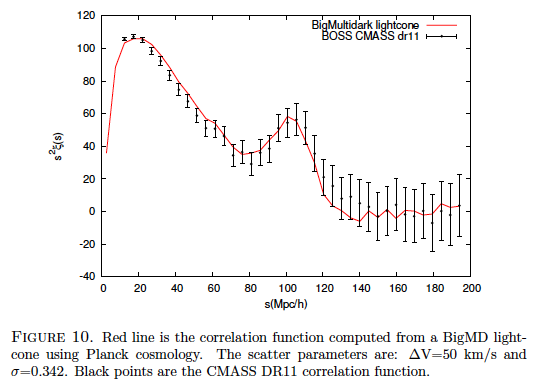 120
100
80
60
40
20
0
-20
-40
s²ξ(s)
BigMultidark lightcone
BOSS CMASS dr11
0 20 40 60 80 100 120 140 160 180 200
s(Mpc/h)
FIGURE 10. Red line is the correlation function computed from a BigMD light-
cone using Planck cosmology. The scatter parameters are: ΔV=50 km/s and
σ=0.342. Black points are the CMASS DR11 correlation function.